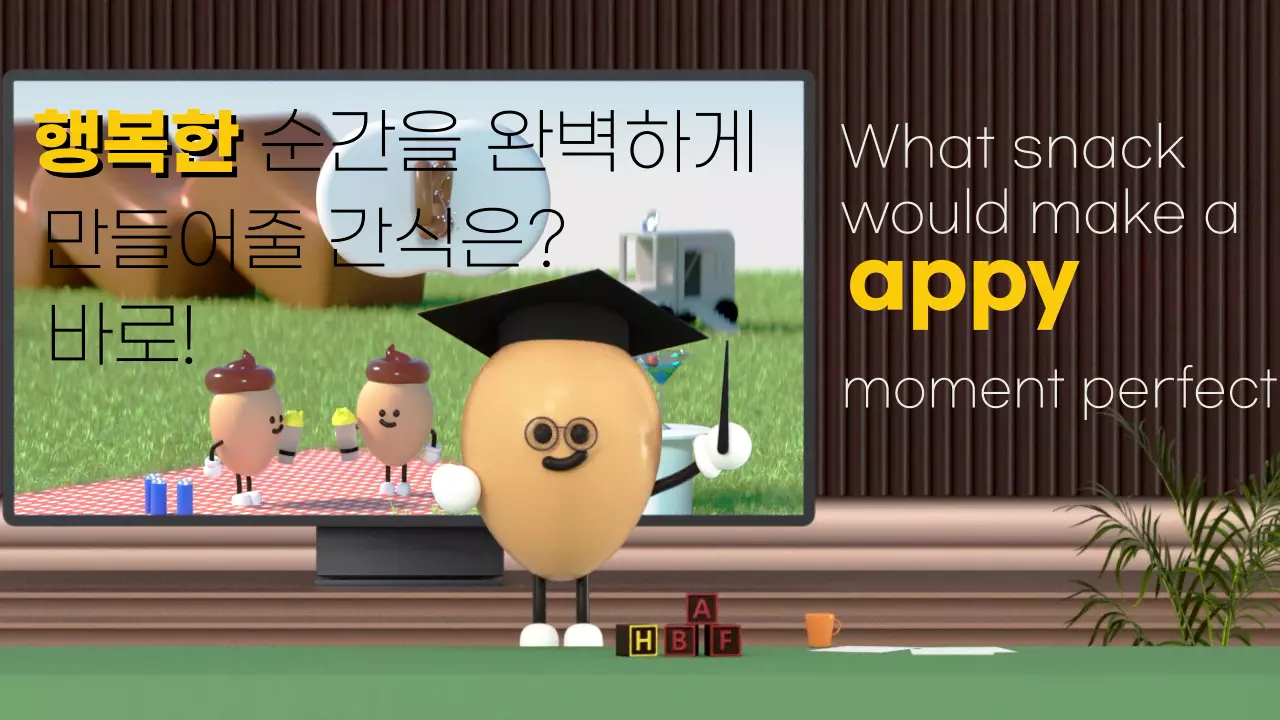 행복한 순간을 완벽하게
만들어줄 간식은?
바로!
What snack
would make a
appy
moment perfect
A
H B F